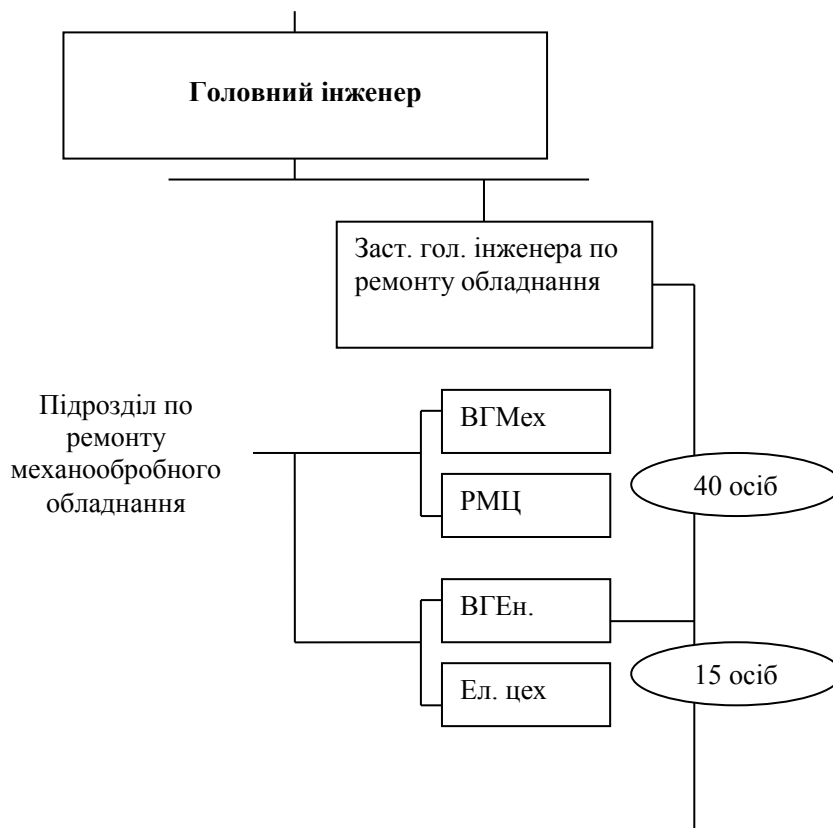 Головний інженер
Заст. гол. інженера по
ремонту обладнання
Підрозділ по
ремонту
механообробного
обладнання
ВГМех
РМЦ
40 осіб
ВГЕн.
Ел. цех
15 осіб